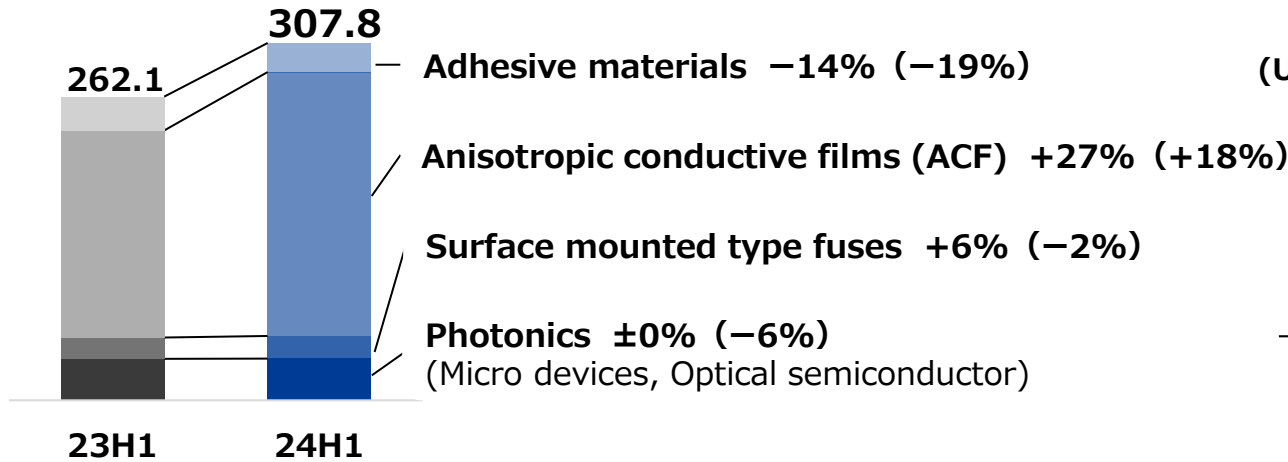 307.8
262.1
Adhesive materials −14%（−19%）
(U
Anisotropic conductive films (ACF) +27%（+18%）
Surface mounted type fuses +6%（−2%）
Photonics ±0%（−6%）
(Micro devices, Optical semiconductor)
23H1 24H1